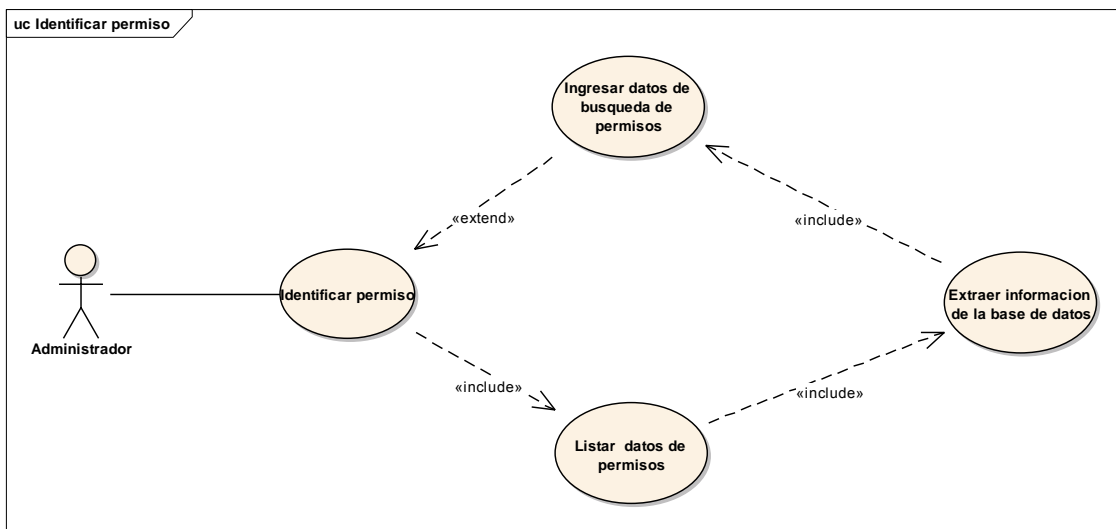 uc Identificar permiso
Ingresar datos de
busqueda de
permisos
«extend»
«include»
Identificar permiso
Extraer informacion
de la base de datos
Administrador
«include»
«include»
Listar datos de
permisos